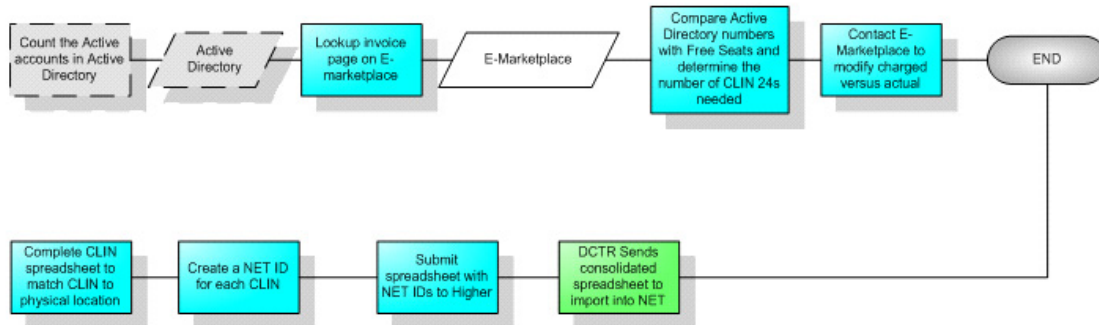 Count the Active
accounts in Active
Directory
Active
Directory
Lookup invoice
page on E-
marketplace
E-Marketplace
Compare Active
Directory numbers
with Free Seats and
determine the
number of CLIN 24s
needed
Contact E-
Marketplace to
modify charged
versus actual
END
Complete CLIN
spreadsheet to
match CLIN to
physical location
Create a NET ID
for each CLIN
Submit
spreadsheet with
NET IDs to Higher
DCTR Sends
consolidated
spreadsheet to
import into NET